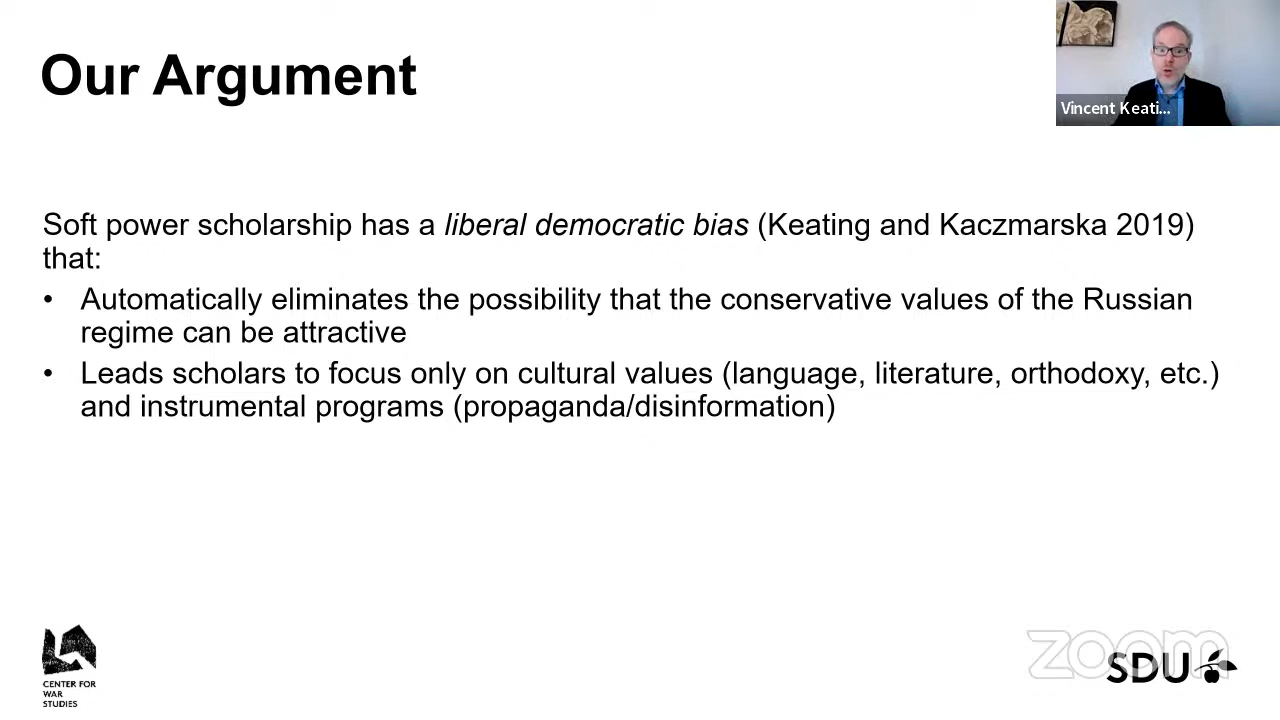 Our Argument
Vincent Keati...
Soft power scholarship has a liberal democratic bias (Keating and Kaczmarska 2019)
that:
• Automatically eliminates the possibility that the conservative values of the Russian
regime can be attractive
• Leads scholars to focus only on cultural values (language, literature, orthodoxy, etc.)
and instrumental programs (propaganda/disinformation)
CENTER FOR
WAR
STUDIES
zoom
SDU